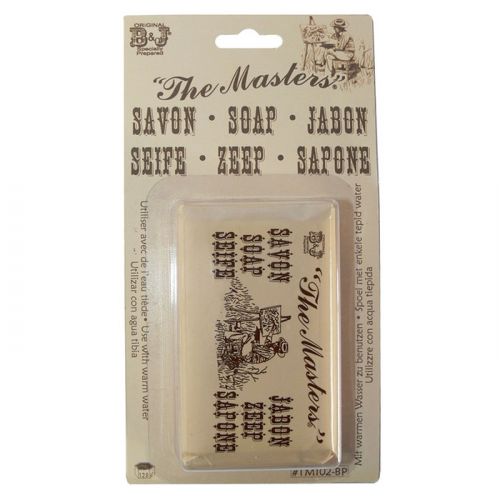 ORIGINAL
B&J
Specially
Prepared
"The Masters"
SAVON • SOAP • JABON
SEIFE • ZEEP • SAPONE
Utiliser avec de l'eau tiède • Use with warm water
Utilizar con agua tibia
B&J
SAVON
SOAP
SEIFE
"The Masters"
JABON
ZEEP
SAPONE
Mit warmen Wasser zu benutzen • Spoel met enkele tepid water
Utilizzre con acqua tiepida
#TM102-BP